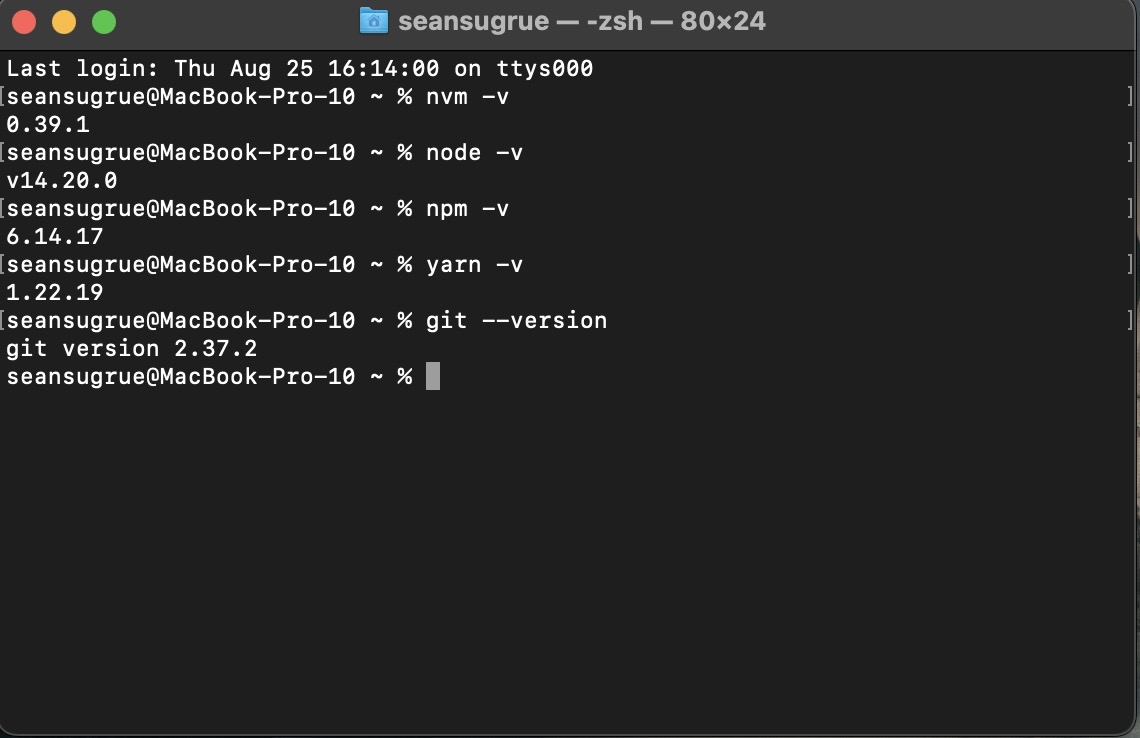 seansugrue — -zsh — 80×24
Last login: Thu Aug 25 16:14:00 on ttys000
[seansugrue@MacBook-Pro-10 ~ % nvm -v ]
0.39.1
[seansugrue@MacBook-Pro-10 ~ % node -v ]
v14.20.0
[seansugrue@MacBook-Pro-10 ~ % npm -v ]
6.14.17
[seansugrue@MacBook-Pro-10 ~ % yarn -v ]
1.22.19
[seansugrue@MacBook-Pro-10 ~ % git --version ]
git version 2.37.2
seansugrue@MacBook-Pro-10 ~ %